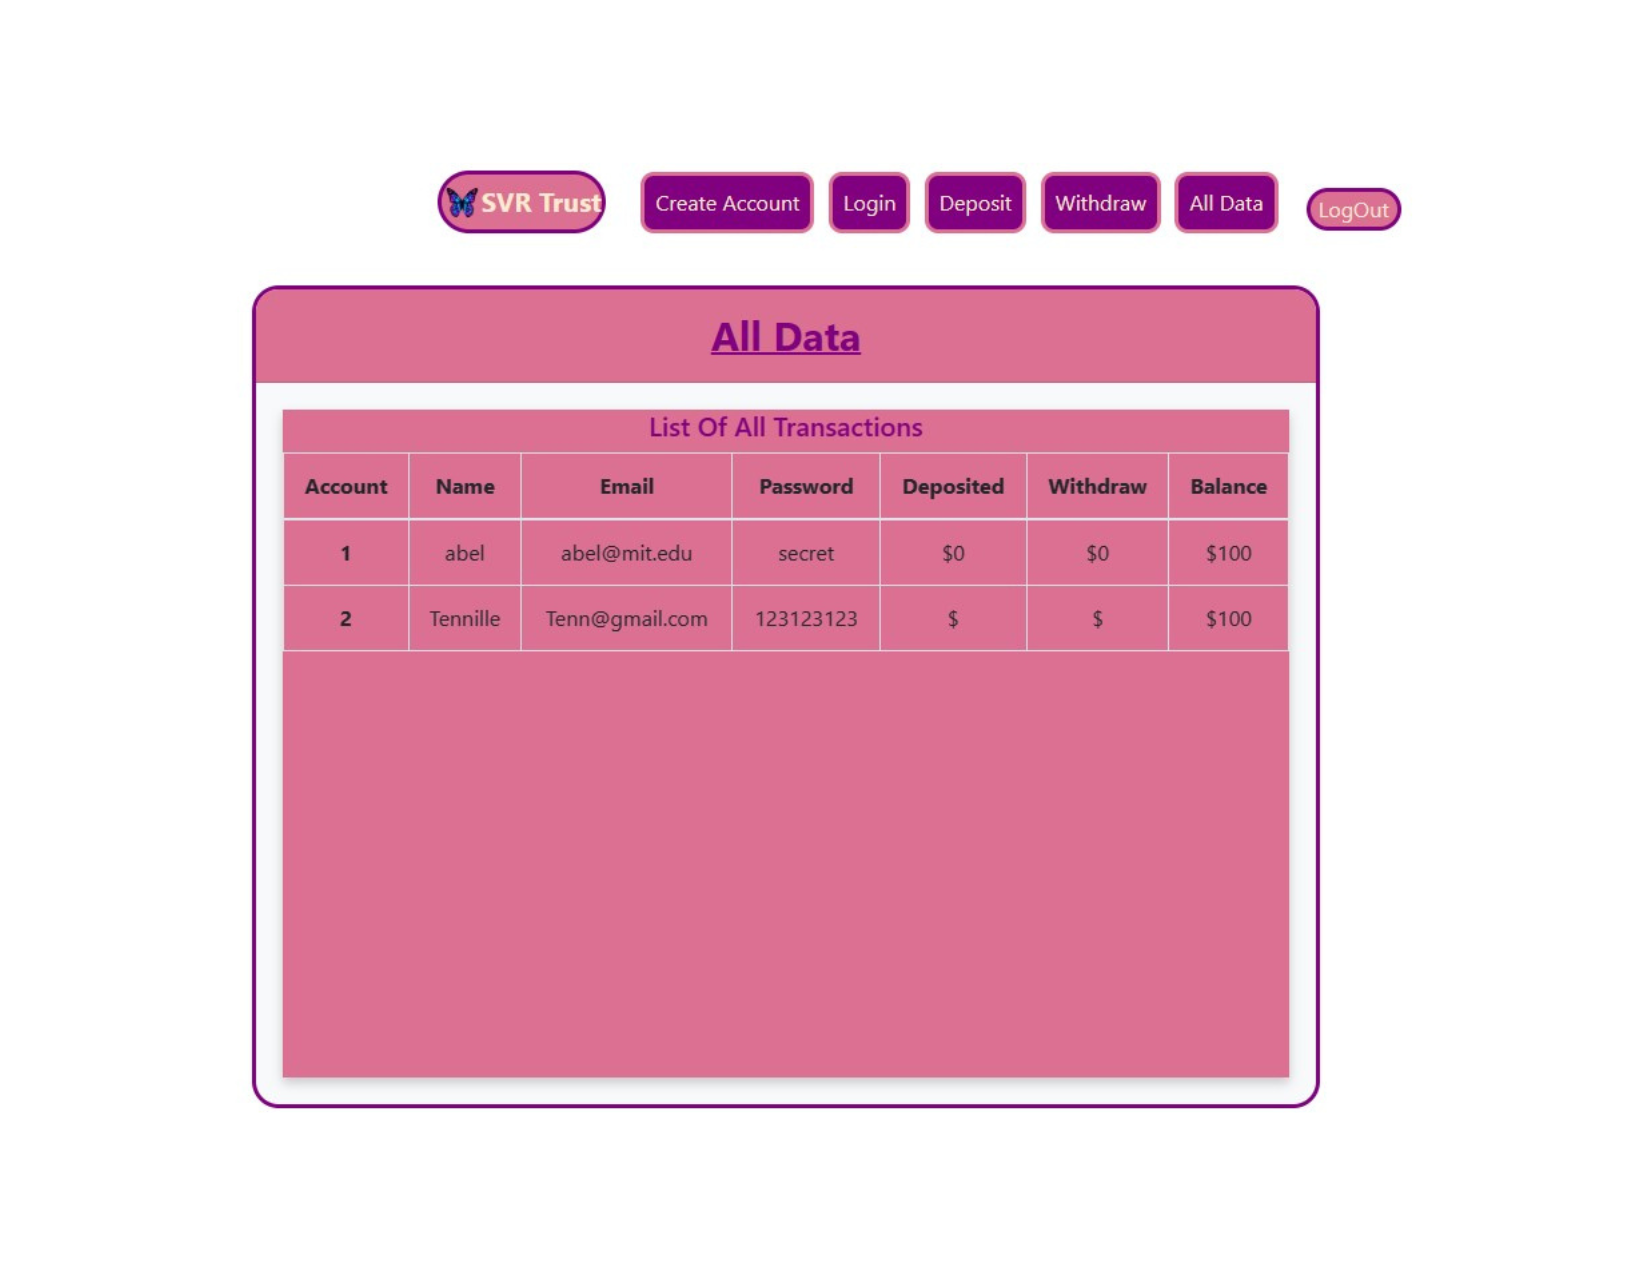 SVR Trust Create Account Login Deposit Withdraw All Data LogOut
All Data
List Of All Transactions
Account Name Email Password Deposited Withdraw Balance
1 abel abel@mit.edu secret $0 $0 $100
2 Tennille Tenn@gmail.com 123123123 $ $ $100